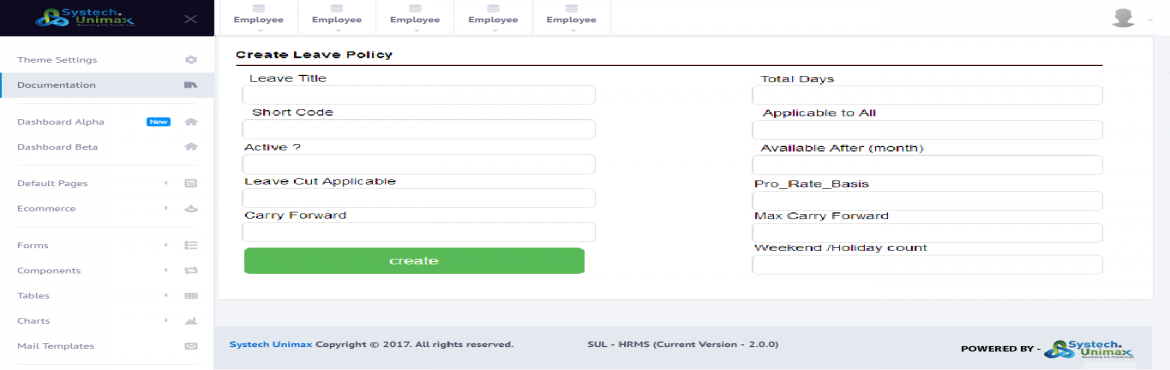 Systech.
Unimax
Employee Employee Employee Employee Employee
Theme Settings
Documentation
Dashboard Alpha New
Dashboard Beta
Default Pages
Ecommerce
Forms
Components
Tables
Charts
Mail Templates
Create Leave Policy
Leave Title
Total Days
Short Code
Applicable to All
Active ?
Available After (month)
Leave Cut Applicable
Pro_Rate_Basis
Carry Forward
Max Carry Forward
Weekend /Holiday count
create
Systech Unimax Copyright © 2017. All rights reserved.
SUL - HRMS (Current Version - 2.0.0)
POWERED BY -
Systech.
Unimax